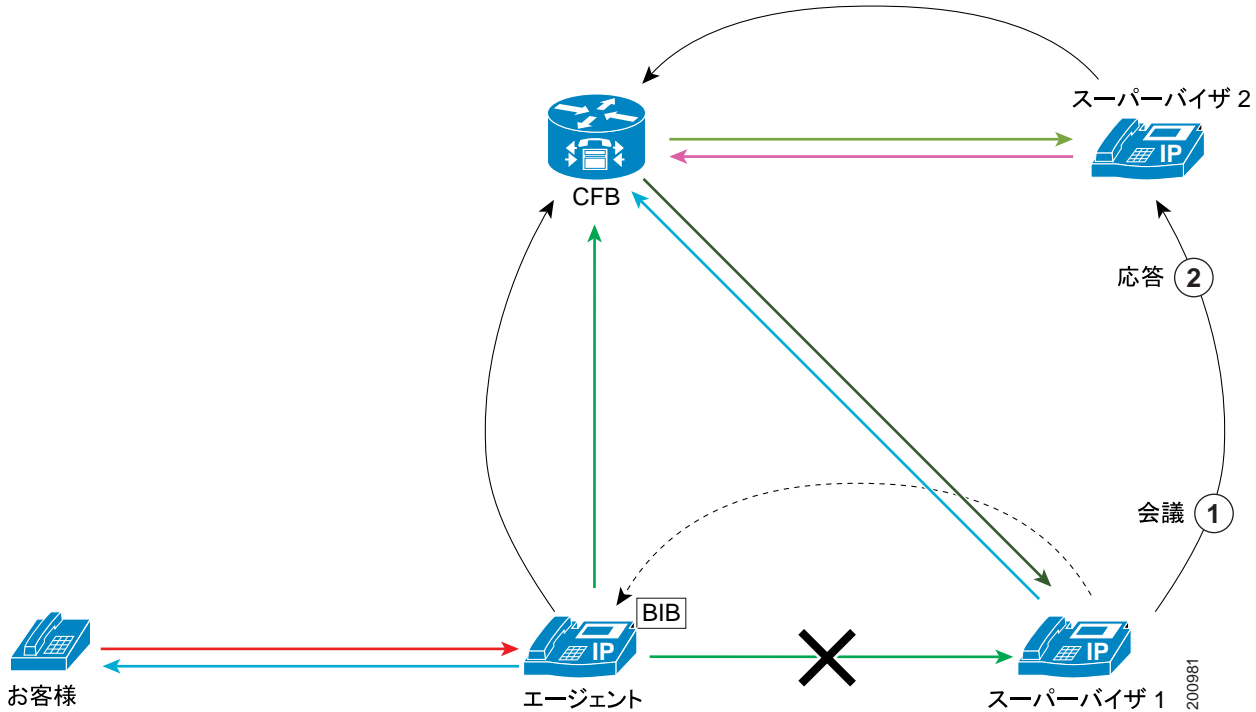 スーパーバイザ 2
IP
CFB
応答 2
会議 1
BIB
IP
IP
お客様
エージェント
スーパーバイザ 1
200981